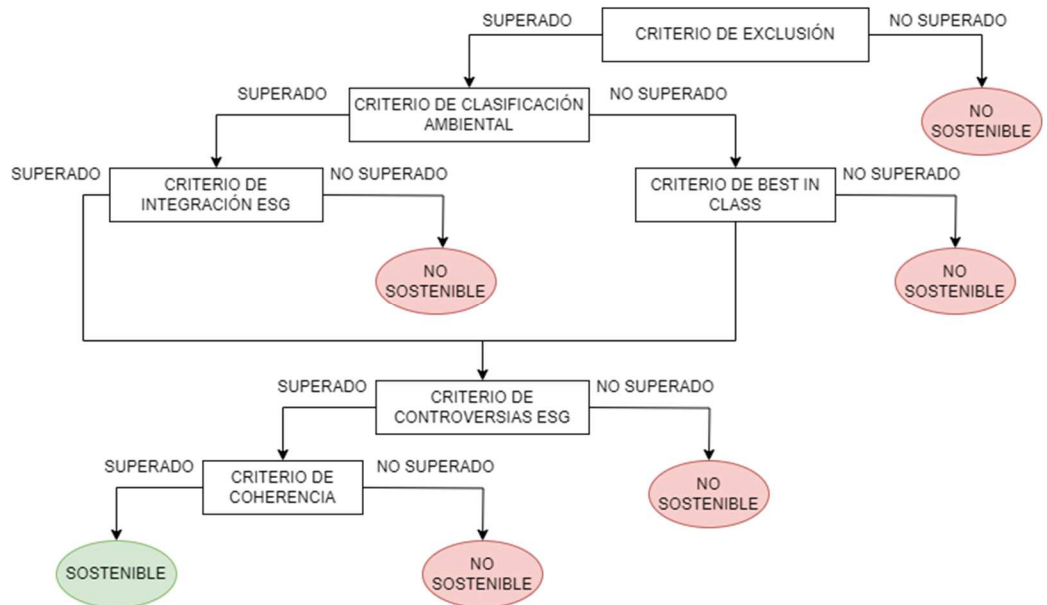 SUPERADO
CRITERIO DE EXCLUSIÓN
NO SUPERADO
SUPERADO
CRITERIO DE CLASIFICACIÓN
AMBIENTAL
NO SUPERADO
NO
SOSTENIBLE
SUPERADO
CRITERIO DE
INTEGRACIÓN ESG
NO SUPERADO
CRITERIO DE BEST IN
CLASS
NO SUPERADO
NO
SOSTENIBLE
NO
SOSTENIBLE
SUPERADO
CRITERIO DE
CONTROVERSIAS ESG
NO SUPERADO
SUPERADO
CRITERIO DE
COHERENCIA
NO SUPERADO
NO
SOSTENIBLE
SOSTENIBLE
NO
SOSTENIBLE